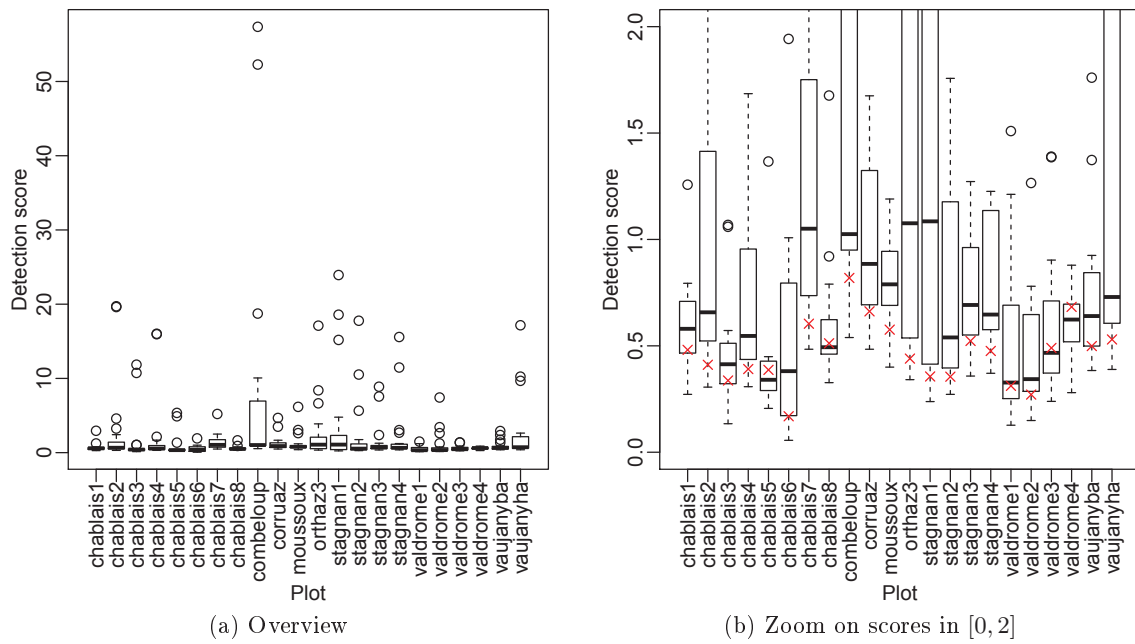 50
40
30
20
10
0
Detection score
chablais1
chablais2
chablais3
chablais4
chablais5
chablais6
chablais7
chablais8
combeloup
corruaz
moussoux
orthaz3
stagnan1
stagnan2
stagnan3
stagnan4
valdrome1
valdrome2
valdrome3
valdrome4
vaujanyba
vaujanyha
Plot
(a) Overview
2.0
1.5
1.0
0.5
0.0
Detection score
chablais1
chablais2
chablais3
chablais4
chablais5
chablais6
chablais7
chablais8
combeloup
corruaz
moussoux
orthaz3
stagnan1
stagnan2
stagnan3
stagnan4
valdrome1
valdrome2
valdrome3
valdrome4
vaujanyba
vaujanyha
Plot
(b) Zoom on scores in [0, 2]